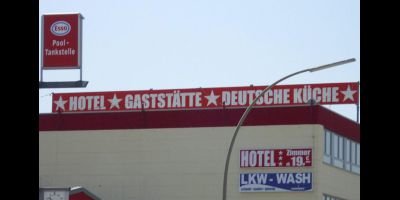 Esso
Pool-
Tankstelle
HOTEL GASTSTÄTTE DEUTSCHE KÜCHE
HOTEL Zimmer
19,- €
LKW - WASH